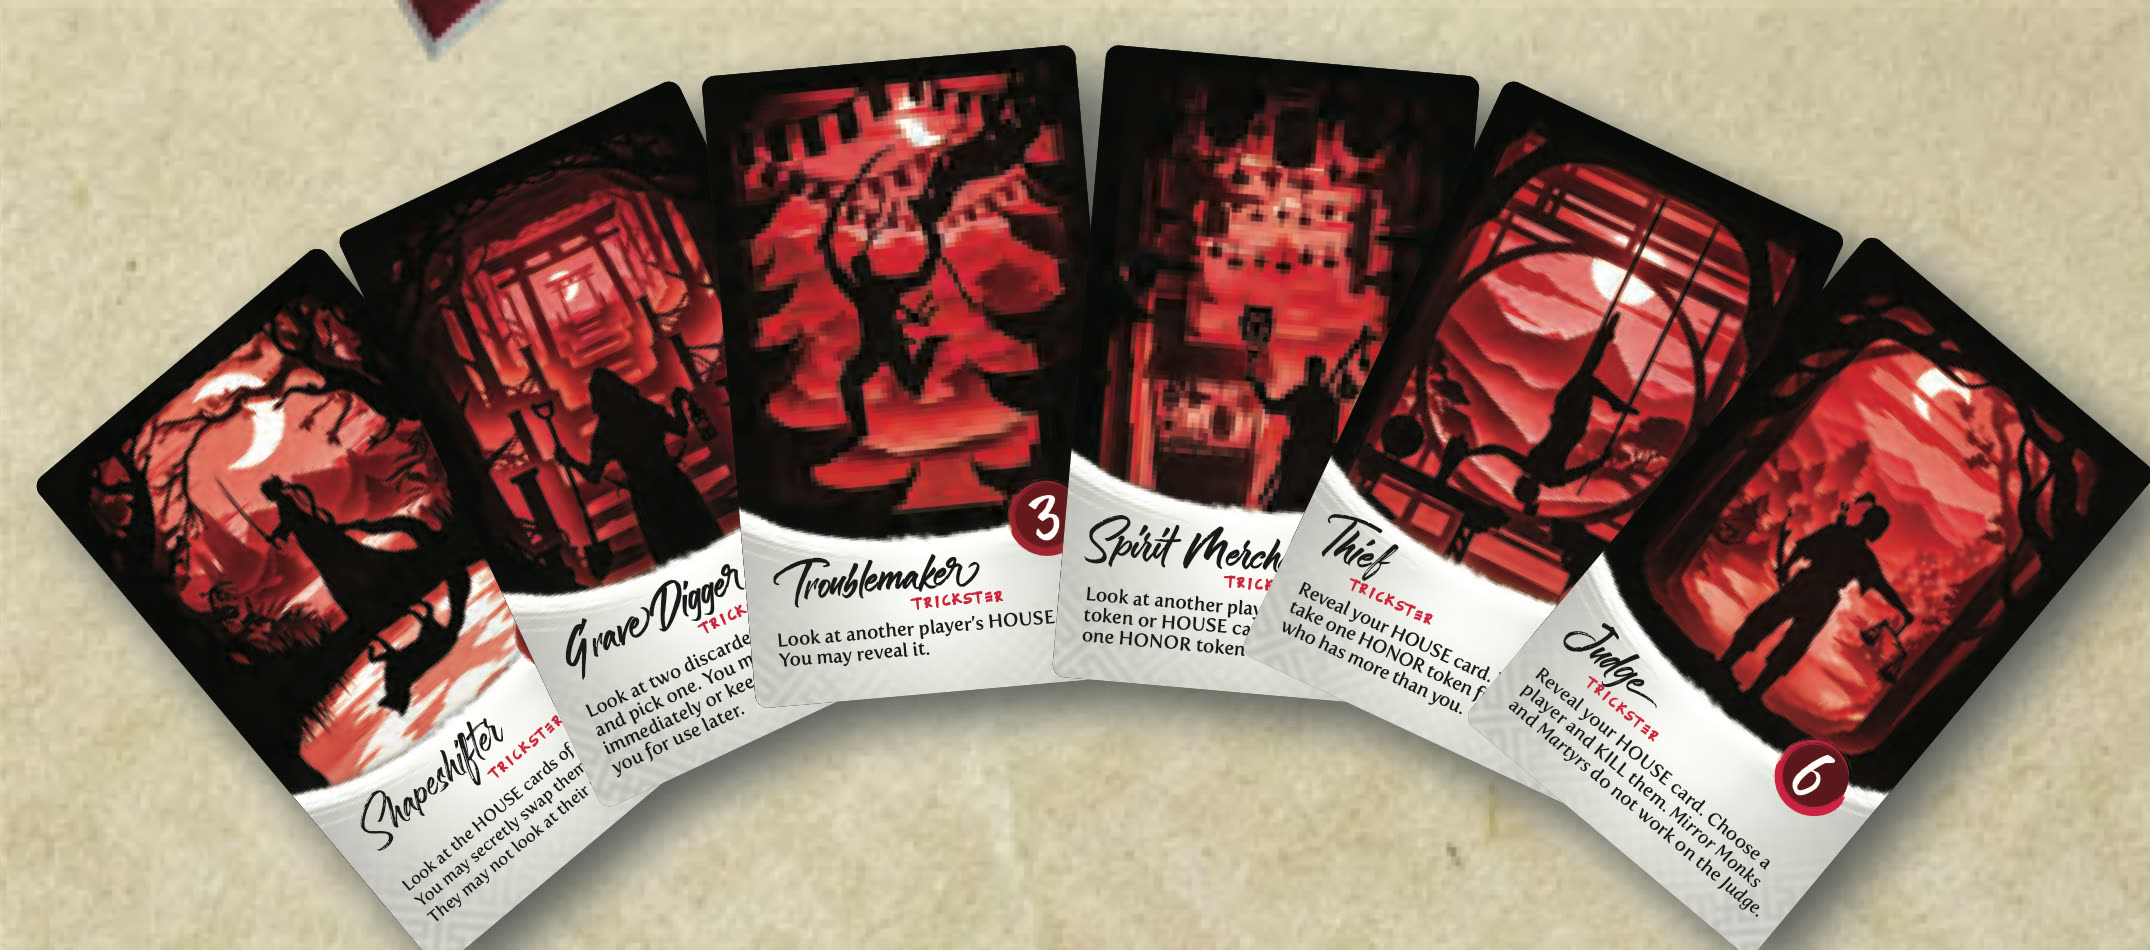 Shapeshifter
TRICKSTER
Look at the HOUSE cards of
You may secretly swap them
They may not look at their
Grave Digger
Look at two discarde
and pick one. You m
immediately or kee
you for use later.
3
Troublemaker
TRICKSTER
Look at another player's HOUSE
You may reveal it.
Spirit Merch
TRICK
Look at another play
token or HOUSE ca
one HONOR token
Thief
TRICKSTER
Reveal your HOUSE card.
take one HONOR token f
who has more than you.
Judge
TRICKSTER
6
Reveal your HOUSE card. Choose a
player and KILL them. Mirror Monks
and Martyrs do not work on the Judge.